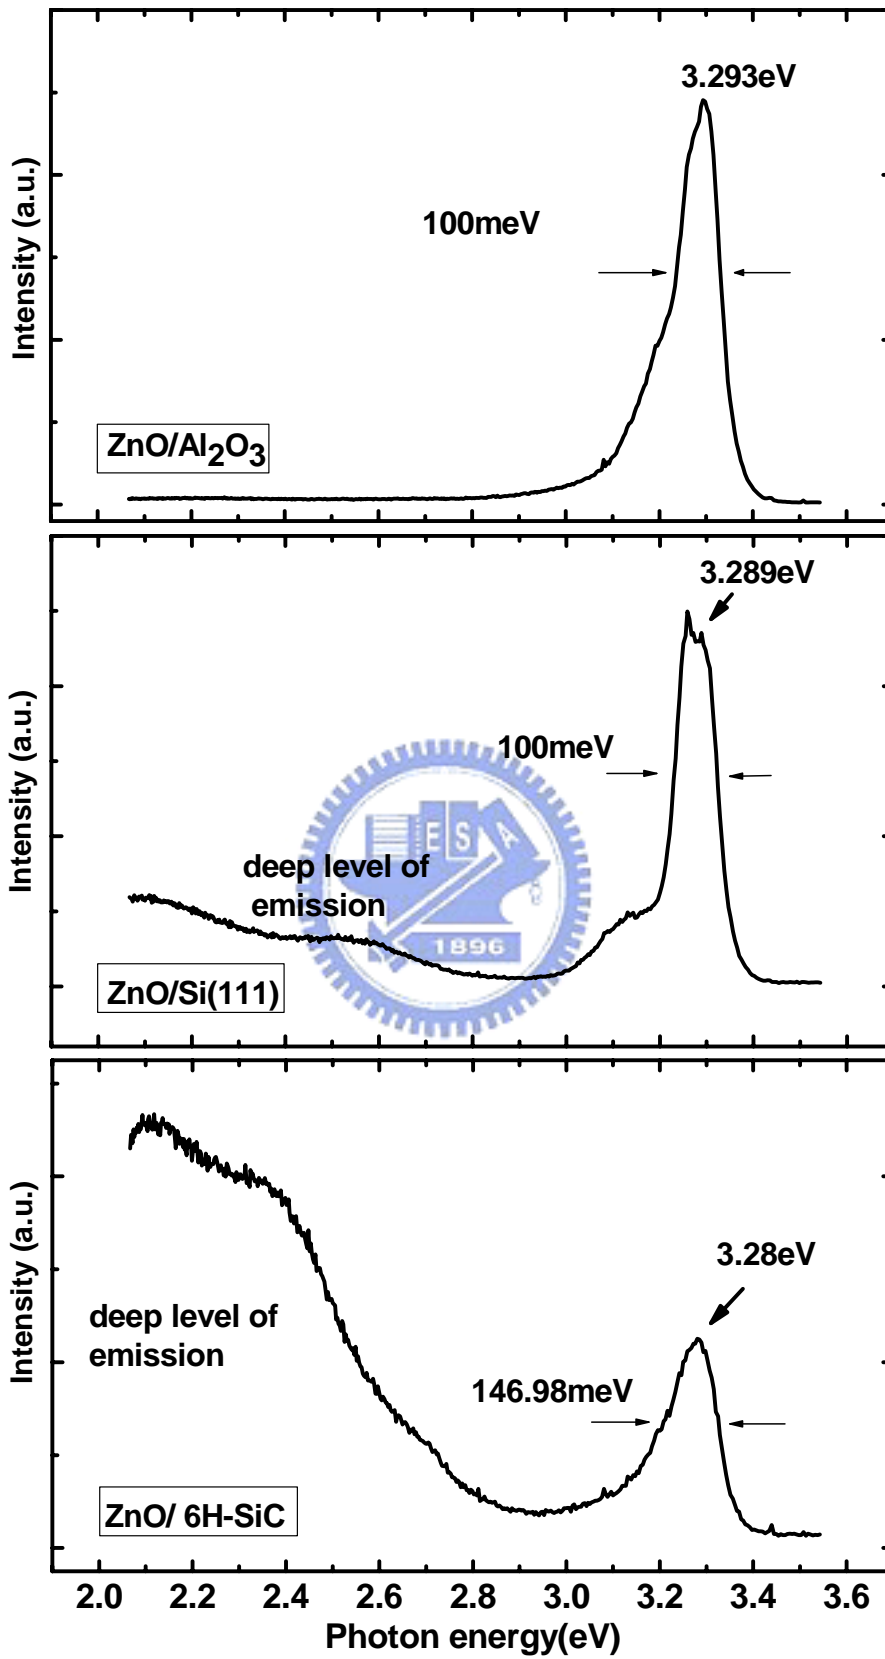 3.293eV
100meV
Intensity (a.u.)
ZnO/Al₂O₃
3.289eV
100meV
Intensity (a.u.)
E S A
deep level of
emission
1896
ZnO/Si(111)
3.28eV
Intensity (a.u.)
deep level of
emission
146.98meV
ZnO/ 6H-SiC
2.0 2.2 2.4 2.6 2.8 3.0 3.2 3.4 3.6
Photon energy(eV)